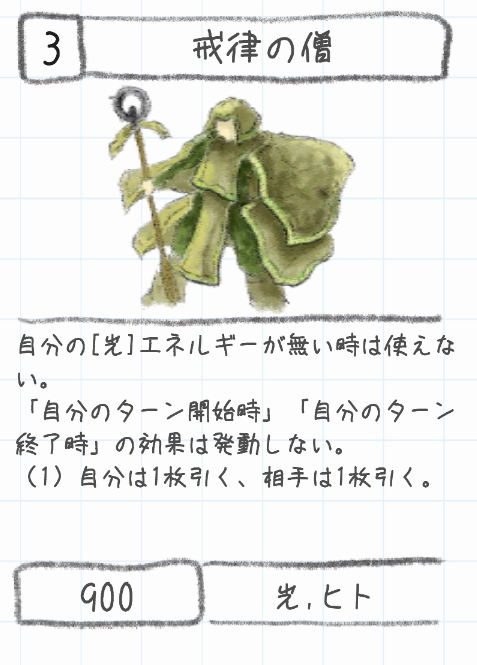 3
戒律の僧
自分の[光]エネルギーが無い時は使えな
い。
「自分のターン開始時」「自分のターン
終了時」の効果は発動しない。
（1）自分は1枚引く、相手は1枚引く。
900
光,ヒト